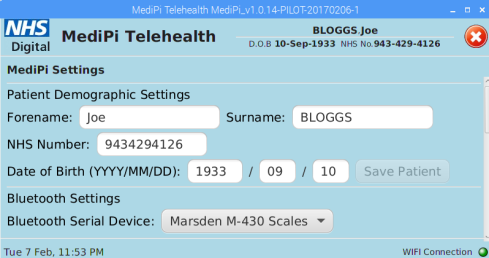 MediPi Telehealth MediPi_v1.0.14-PILOT-20170206-1
NHS
Digital
MediPi Telehealth
BLOGGS,Joe
D.O.B 10-Sep-1933 NHS No.943-429-4126
MediPi Settings
Patient Demographic Settings
Forename: Joe Surname: BLOGGS
NHS Number: 9434294126
Date of Birth (YYYY/MM/DD): 1933 / 09 / 10 Save Patient
Bluetooth Settings
Bluetooth Serial Device: Marsden M-430 Scales
Tue 7 Feb, 11:53 PM WIFI Connection